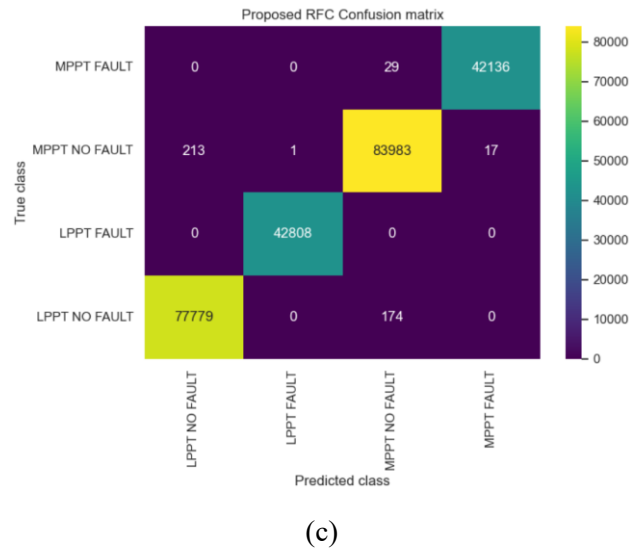 Proposed RFC Confusion matrix
MPPT FAULT 0 0 29 42136
MPPT NO FAULT 213 1 83983 17
LPPT FAULT 0 42808 0 0
LPPT NO FAULT 77779 0 174 0
True class
80000
70000
60000
50000
40000
30000
20000
10000
0
LPPT NO FAULT
LPPT FAULT
MPPT NO FAULT
MPPT FAULT
Predicted class
(c)